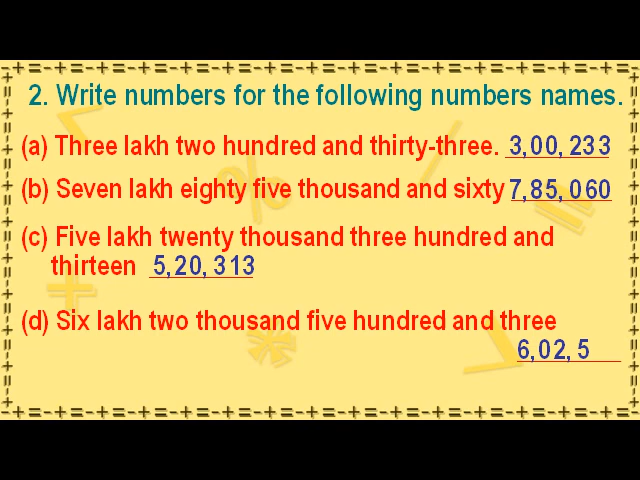 2. Write numbers for the following numbers names.
(a) Three lakh two hundred and thirty-three. 3,00, 233
(b) Seven lakh eighty five thousand and sixty 7,85, 060
(c) Five lakh twenty thousand three hundred and
thirteen 5,20, 313
(d) Six lakh two thousand five hundred and three
6,02, 5